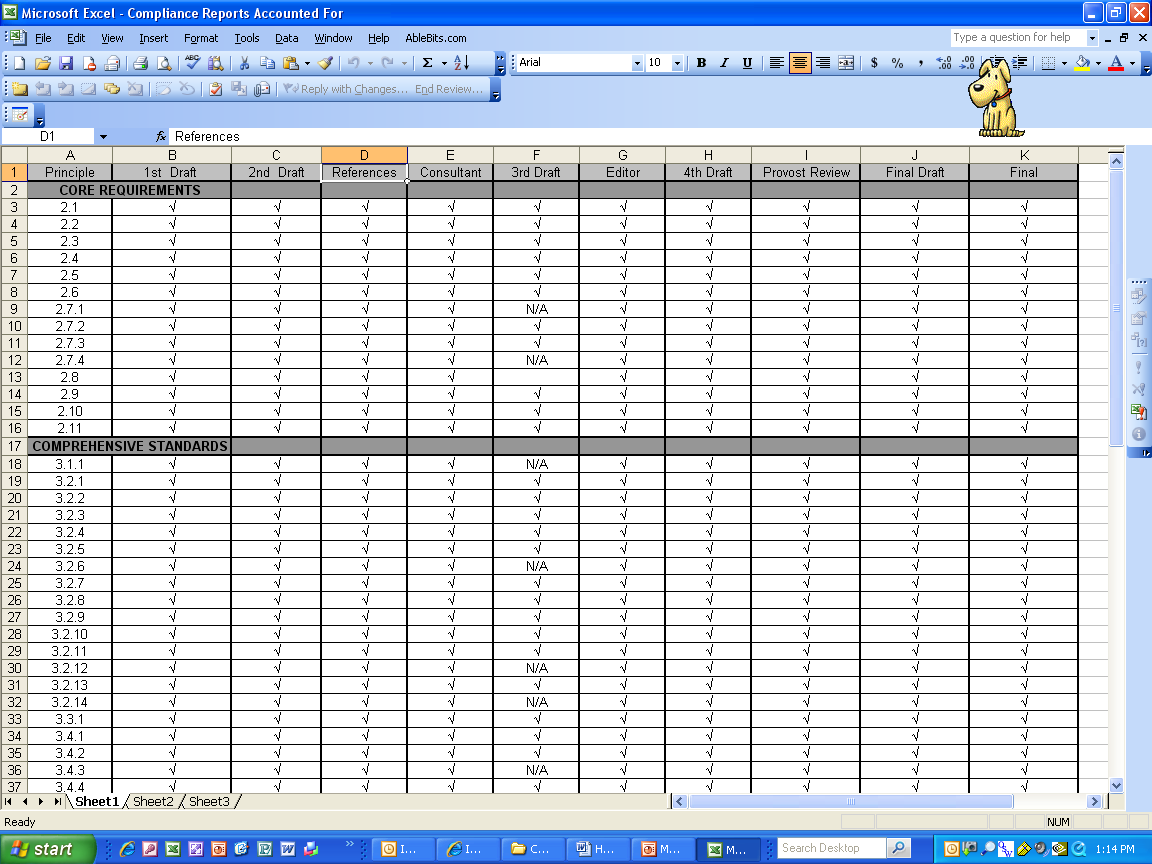 Microsoft Excel - Compliance Reports Accounted For
File Edit View Insert Format Tools Data Window Help AbleBits.com Type a question for help
Arial 10 B I U $ % ,
Reply with Changes... End Review...
D1 fx References
A B C D E F G H I J K
1 Principle 1st Draft 2nd Draft References Consultant 3rd Draft Editor 4th Draft Provost Review Final Draft Final
2 CORE REQUIREMENTS
3 2.1 √ √ √ √ √ √ √ √ √ √
4 2.2 √ √ √ √ √ √ √ √ √ √
5 2.3 √ √ √ √ √ √ √ √ √ √
6 2.4 √ √ √ √ √ √ √ √ √ √
7 2.5 √ √ √ √ √ √ √ √ √ √
8 2.6 √ √ √ √ √ √ √ √ √ √
9 2.7.1 √ √ √ √ N/A √ √ √ √ √
10 2.7.2 √ √ √ √ √ √ √ √ √ √
11 2.7.3 √ √ √ √ √ √ √ √ √ √
12 2.7.4 √ √ √ √ N/A √ √ √ √ √
13 2.8 √ √ √ √ √ √ √ √ √
14 2.9 √ √ √ √ √ √ √ √ √ √
15 2.10 √ √ √ √ √ √ √ √ √ √
16 2.11 √ √ √ √ √ √ √ √ √ √
17 COMPREHENSIVE STANDARDS
18 3.1.1 √ √ √ √ N/A √ √ √ √ √
19 3.2.1 √ √ √ √ √ √ √ √ √ √
20 3.2.2 √ √ √ √ √ √ √ √ √ √
21 3.2.3 √ √ √ √ √ √ √ √ √ √
22 3.2.4 √ √ √ √ √ √ √ √ √ √
23 3.2.5 √ √ √ √ √ √ √ √ √ √
24 3.2.6 √ √ √ √ N/A √ √ √ √ √
25 3.2.7 √ √ √ √ √ √ √ √ √ √
26 3.2.8 √ √ √ √ √ √ √ √ √ √
27 3.2.9 √ √ √ √ √ √ √ √ √ √
28 3.2.10 √ √ √ √ √ √ √ √ √ √
29 3.2.11 √ √ √ √ √ √ √ √ √ √
30 3.2.12 √ √ √ √ N/A √ √ √ √ √
31 3.2.13 √ √ √ √ √ √ √ √ √ √
32 3.2.14 √ √ √ √ N/A √ √ √ √ √
33 3.3.1 √ √ √ √ √ √ √ √ √ √
34 3.4.1 √ √ √ √ √ √ √ √ √ √
35 3.4.2 √ √ √ √ √ √ √ √ √ √
36 3.4.3 √ √ √ √ N/A √ √ √ √ √
37 3.4.4 √ √ √ √ √ √ √ √ √ √
Sheet1 Sheet2 Sheet3
Ready NUM
start I... I... C... H... M... M... Search Desktop 1:14 PM